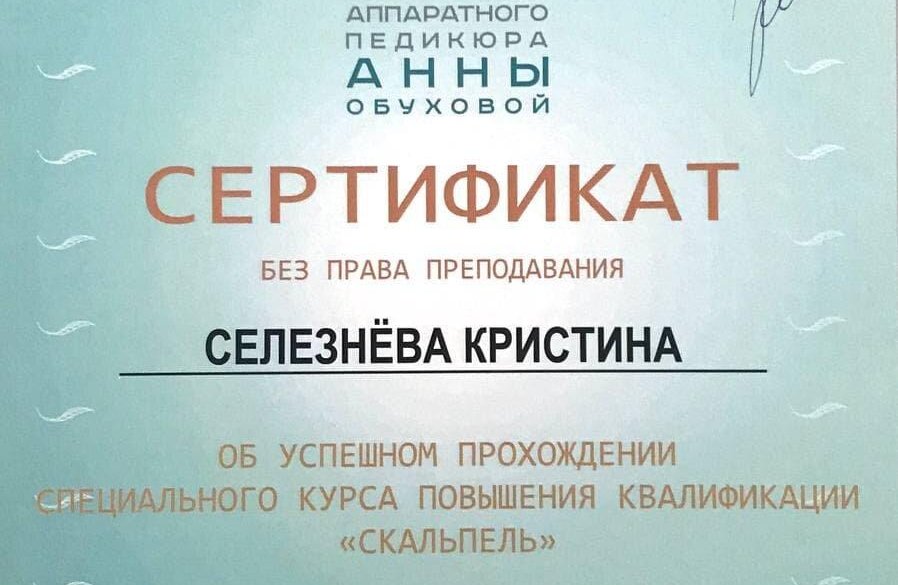 АППАРАТНОГО
ПЕДИКЮРА
АННЫ
ОБУХОВОЙ
СЕРТИФИКАТ
БЕЗ ПРАВА ПРЕПОДАВАНИЯ
СЕЛЕЗНЁВА КРИСТИНА
ОБ УСПЕШНОМ ПРОХОЖДЕНИИ
СПЕЦИАЛЬНОГО КУРСА ПОВЫШЕНИЯ КВАЛИФИКАЦИИ
«СКАЛЬПЕЛЬ»